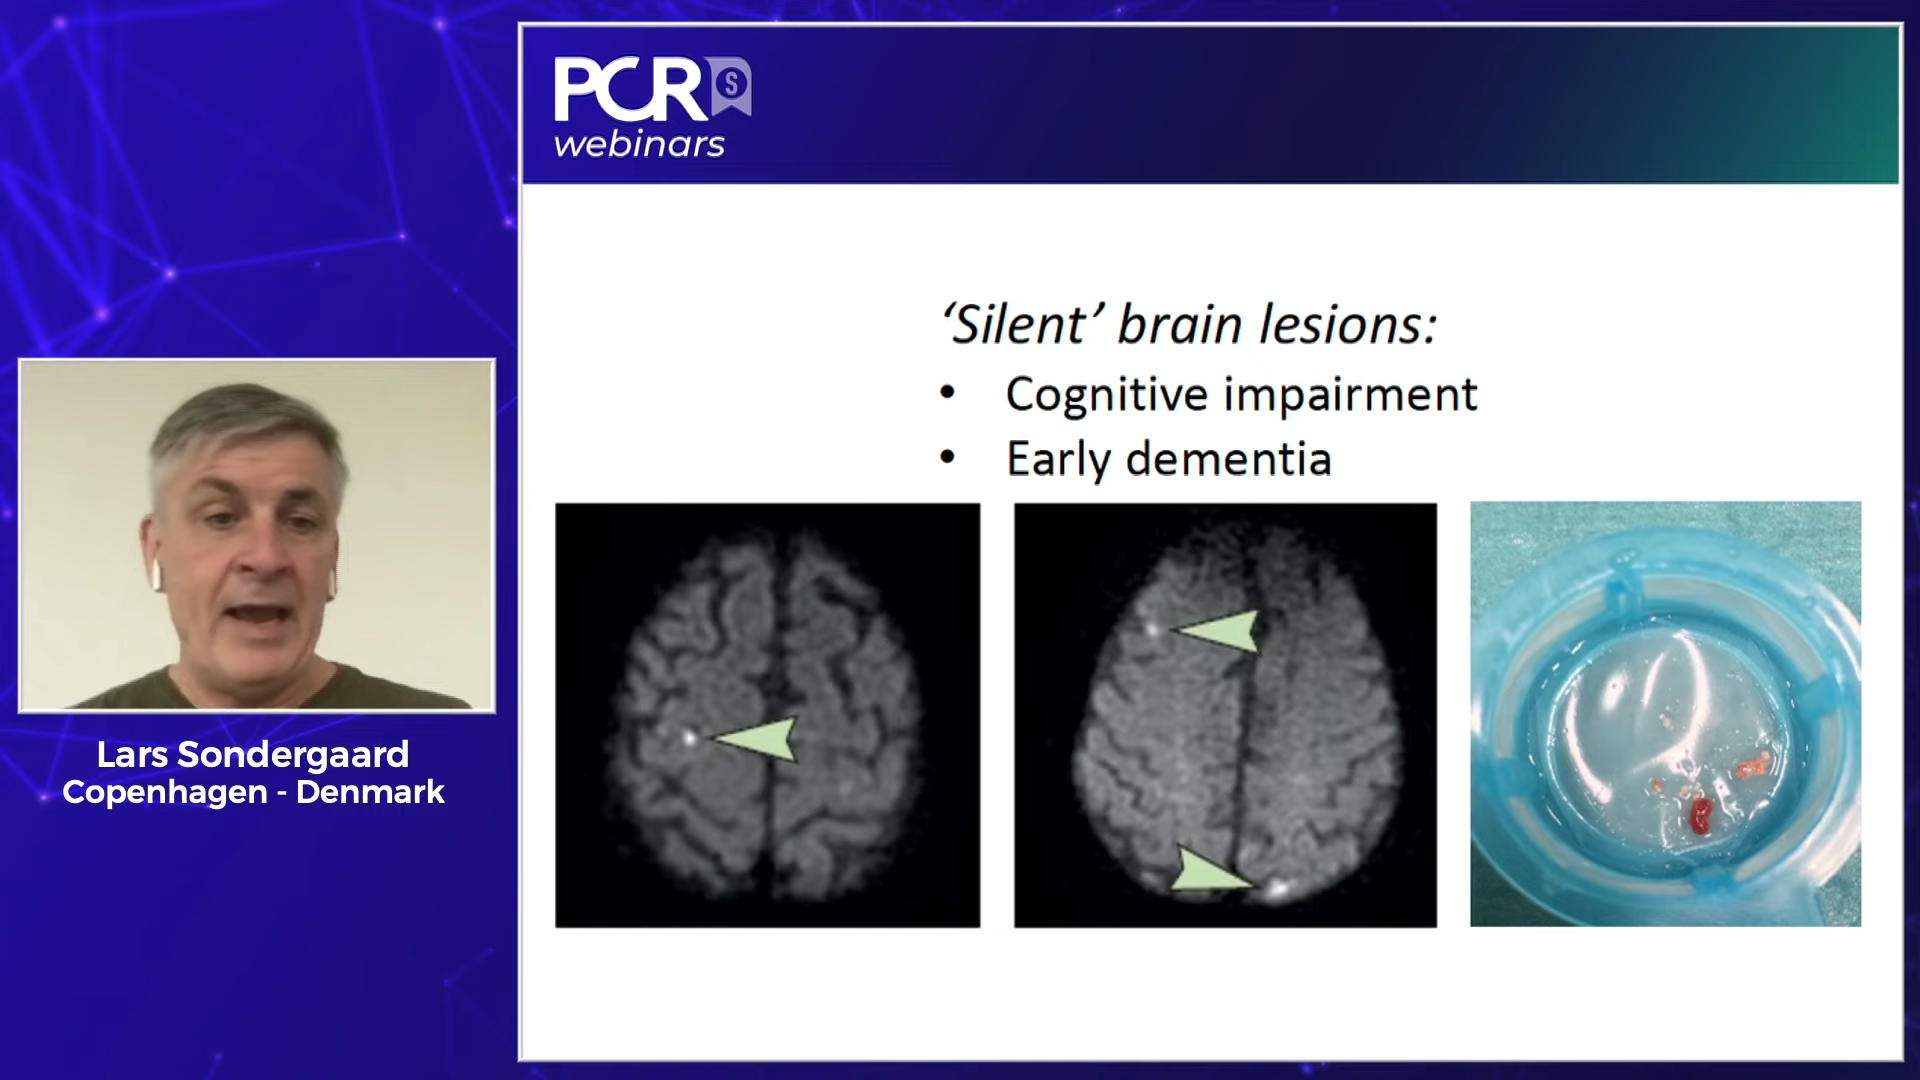 PCR S
webinars
‘Silent’ brain lesions:
• Cognitive impairment
• Early dementia
Lars Sondergaard
Copenhagen - Denmark